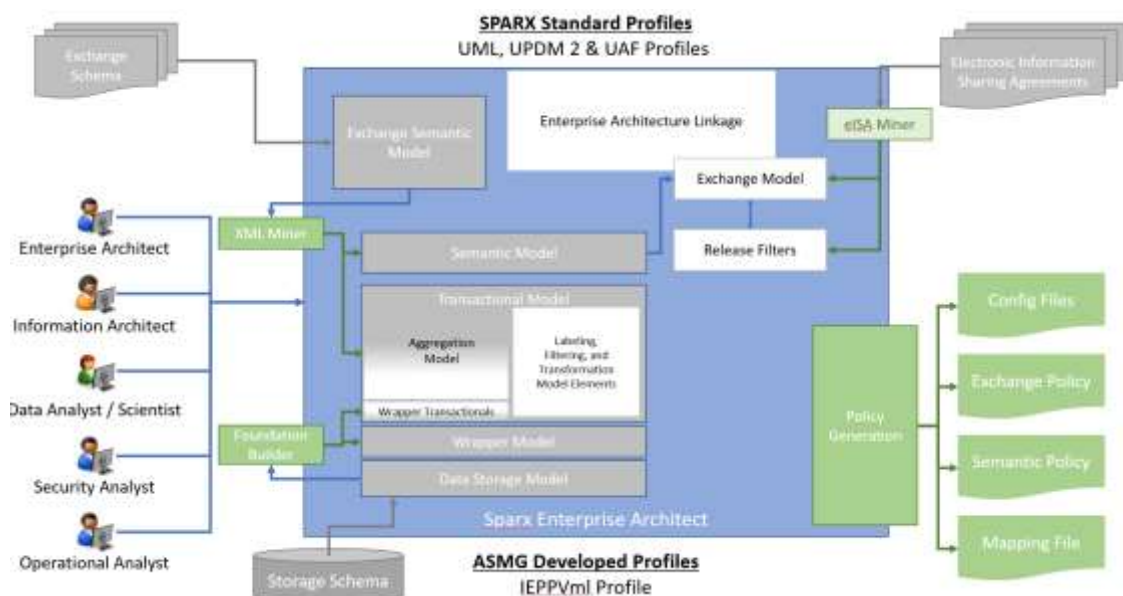 SPARX Standard Profiles
UML, UPDM 2 & UAF Profiles
Exchange
Schema
Electronic Information
Sharing Agreements
Enterprise Architecture Linkage
eISA Miner
Exchange Semantic
Model
Exchange Model
XML Miner
Release Filters
Semantic Model
Enterprise Architect
Information Architect
Data Analyst / Scientist
Security Analyst
Operational Analyst
Transactional Model
Aggregation
Model
Labeling,
Filtering, and
Transformation
Model Elements
Wrapper Transactionals
Foundation
Builder
Wrapper Model
Data Storage Model
Sparx Enterprise Architect
Policy
Generation
Config Files
Exchange Policy
Semantic Policy
Mapping File
Storage Schema
ASMG Developed Profiles
IEPPVml Profile